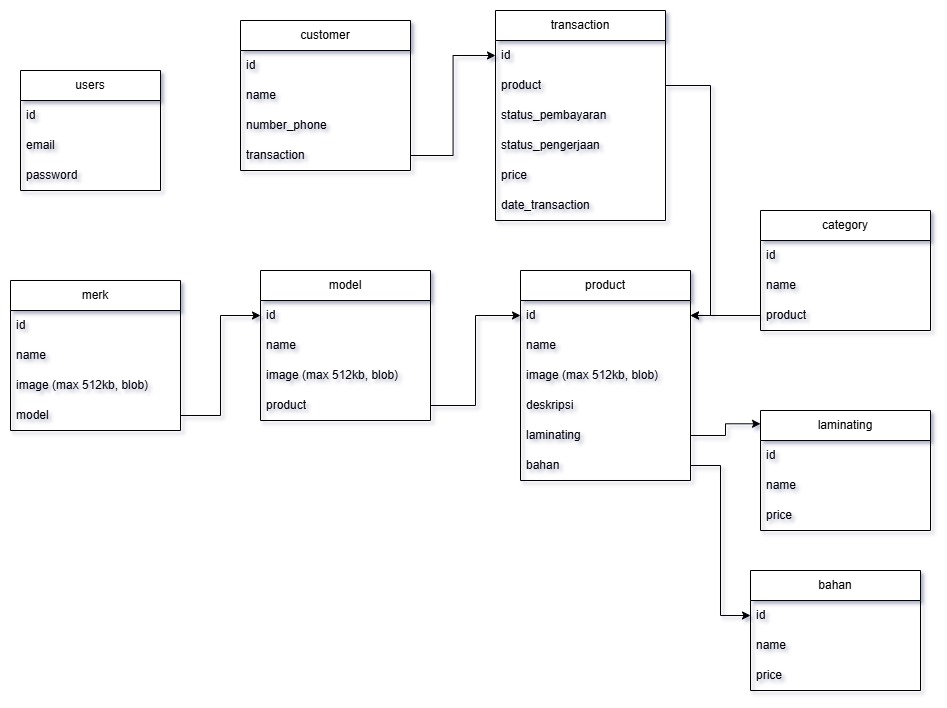 users
id
email
password
customer
id
name
number_phone
transaction
transaction
id
product
status_pembayaran
status_pengerjaan
price
date_transaction
category
id
name
product
merk
id
name
image (max 512kb, blob)
model
model
id
name
image (max 512kb, blob)
product
product
id
name
image (max 512kb, blob)
deskripsi
laminating
bahan
laminating
id
name
price
bahan
id
name
price